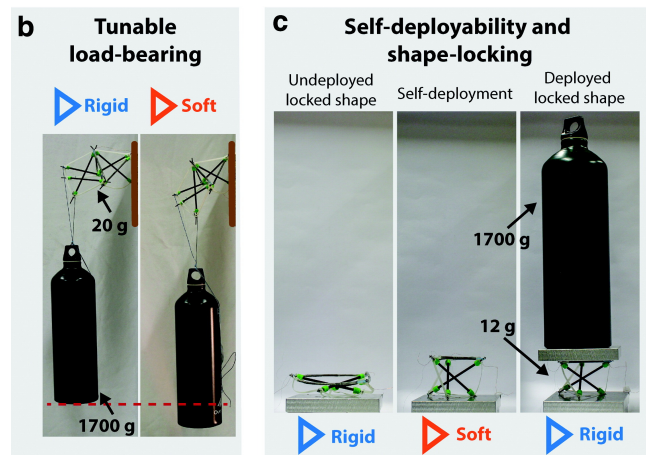 b
Tunable
load-bearing
Rigid
Soft
20 g
1700 g
c
Self-deployability and
shape-locking
Undeployed
locked shape
Self-deployment
Deployed
locked shape
1700 g
12 g
Rigid
Soft
Rigid